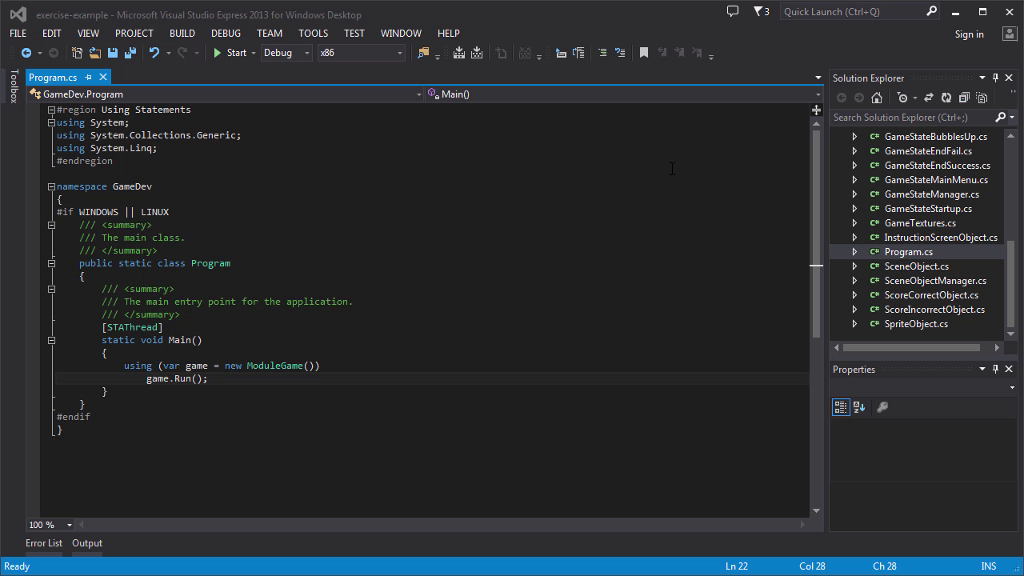 exercise-example - Microsoft Visual Studio Express 2013 for Windows Desktop
3
Quick Launch (Ctrl+Q)
FILE EDIT VIEW PROJECT BUILD DEBUG TEAM TOOLS TEST WINDOW HELP
Sign in
Start Debug x86
Toolbox
Program.cs
GameDev.Program
Main()
#region Using Statements
using System;
using System.Collections.Generic;
using System.Linq;
#endregion
namespace GameDev
{
#if WINDOWS || LINUX
/// <summary>
/// The main class.
/// </summary>
public static class Program
{
/// <summary>
/// The main entry point for the application.
/// </summary>
[STAThread]
static void Main()
{
using (var game = new ModuleGame())
game.Run();
}
}
#endif
}
100 %
Solution Explorer
Search Solution Explorer (Ctrl+;)
C# GameStateBubblesUp.cs
C# GameStateEndFail.cs
C# GameStateEndSuccess.cs
C# GameStateMainMenu.cs
C# GameStateManager.cs
C# GameStateStartup.cs
C# GameTextures.cs
C# InstructionScreenObject.cs
C# Program.cs
C# SceneObject.cs
C# SceneObjectManager.cs
C# ScoreCorrectObject.cs
C# ScoreIncorrectObject.cs
C# SpriteObject.cs
Properties
Error List Output
Ready
Ln 22 Col 28 Ch 28 INS